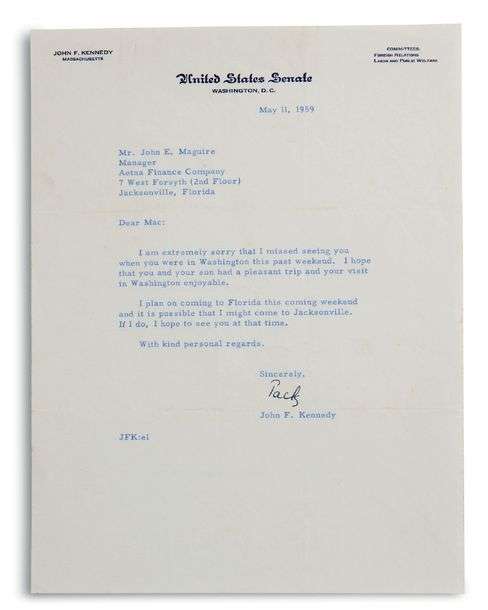 JOHN F. KENNEDY
MASSACHUSETTS
COMMITTEES:
FOREIGN RELATIONS
LABOR AND PUBLIC WELFARE
United States Senate
WASHINGTON, D. C.
May 11, 1959
Mr. John E. Maguire
Manager
Aetna Finance Company
7 West Forsyth (2nd Floor)
Jacksonville, Florida
Dear Mac:
I am extremely sorry that I missed seeing you
when you were in Washington this past weekend. I hope
that you and your son had a pleasant trip and your visit
in Washington enjoyable.
I plan on coming to Florida this coming weekend
and it is possible that I might come to Jacksonville.
If I do, I hope to see you at that time.
With kind personal regards.
Sincerely,
Jack
John F. Kennedy
JFK:el